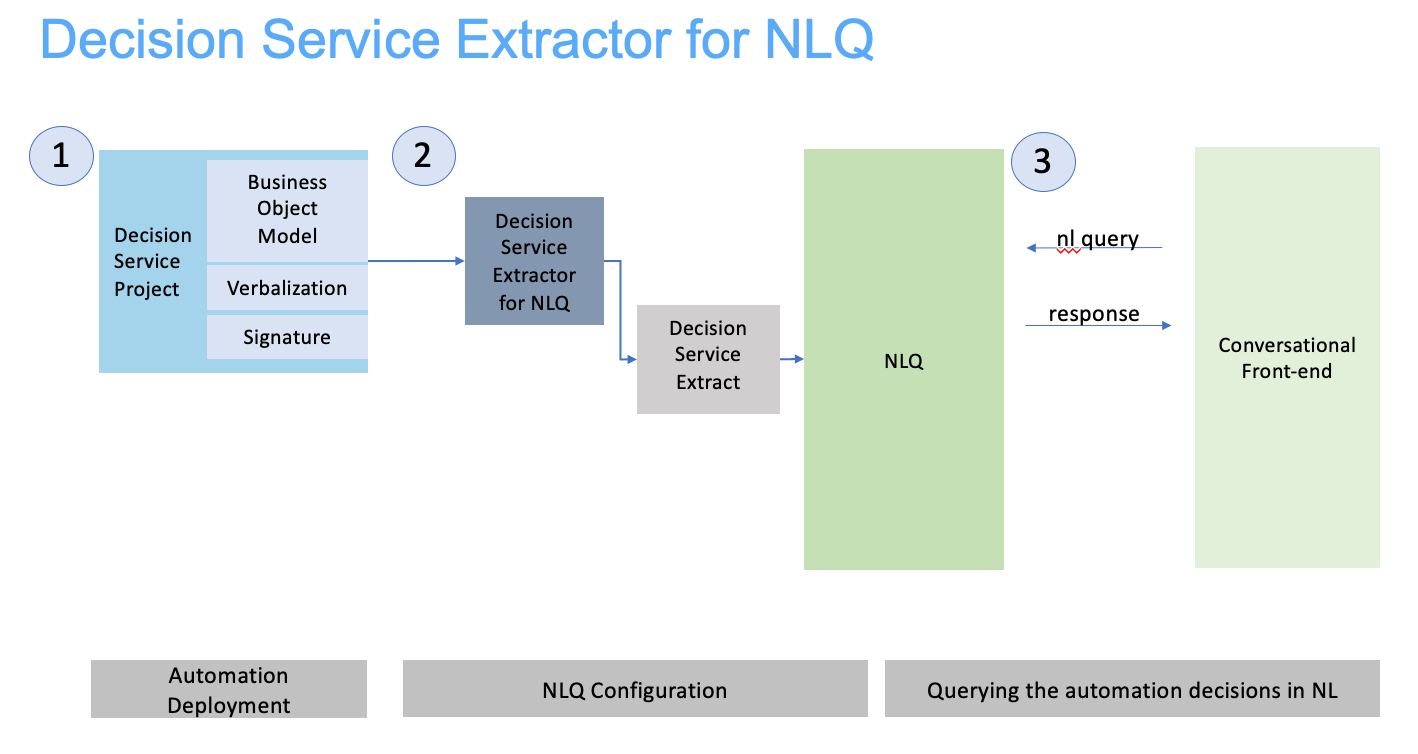 Decision Service Extractor for NLQ
1
Decision
Service
Project
Business
Object
Model
Verbalization
Signature
2
Decision
Service
Extractor
for NLQ
Decision
Service
Extract
NLQ
3
nl query
response
Conversational
Front-end
Automation
Deployment
NLQ Configuration
Querying the automation decisions in NL